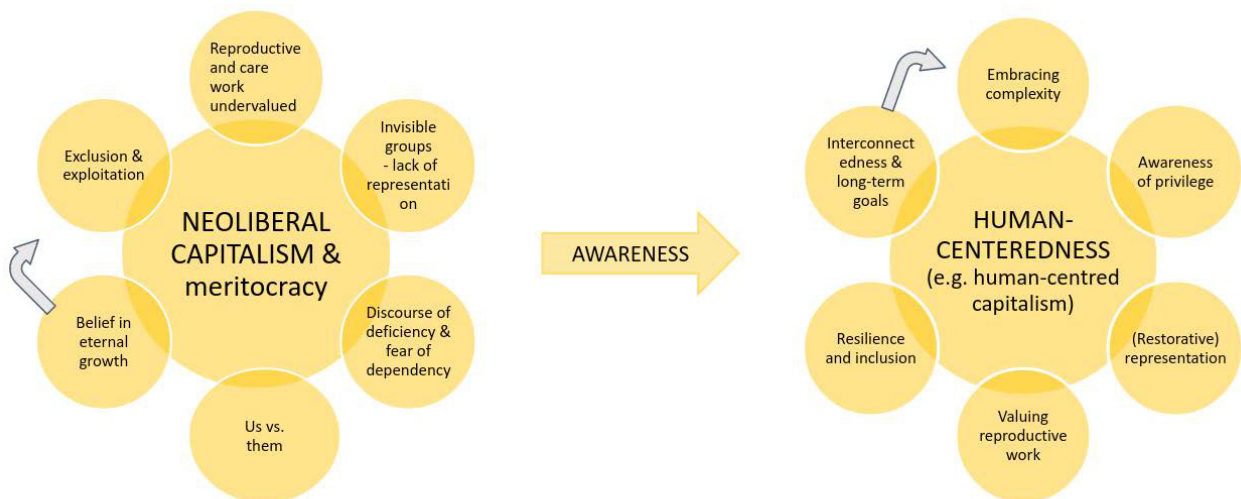 Reproductive
and care
work
undervalued
Invisible
groups
- lack of
representati
on
Exclusion &
exploitation
NEOLIBERAL
CAPITALISM &
meritocracy
Belief in
eternal
growth
Discourse of
deficiency &
fear of
dependency
Us vs.
them
AWARENESS
Embracing
complexity
Interconnect
edness &
long-term
goals
Awareness
of privilege
HUMAN-
CENTEREDNESS
(e.g. human-centred
capitalism)
Resilience
and inclusion
(Restorative)
representation
Valuing
reproductive
work